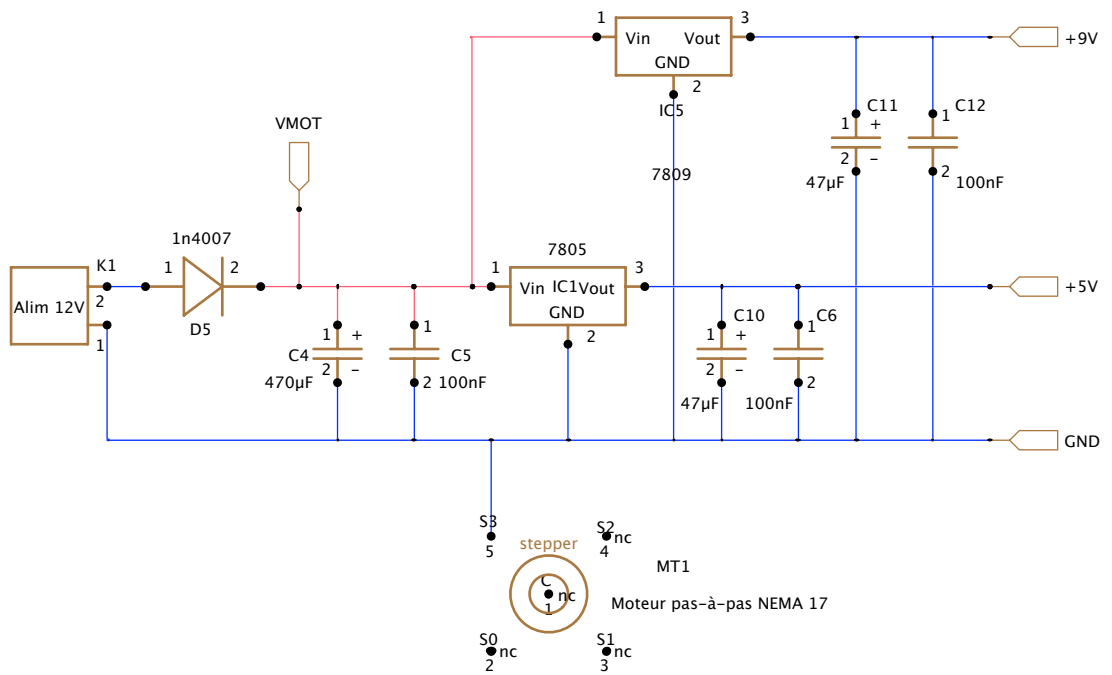 1
Vin
Vout
3
GND
2
IC5
7809
+9V
C11
1
+
2
–
47µF
C12
1
2
100nF
VMOT
K1
Alim 12V
2
1
1n4007
1
2
D5
7805
1
Vin
IC1
Vout
3
GND
2
+5V
C4
1
+
2
–
470µF
1
C5
2
100nF
C10
1
+
2
–
47µF
C6
1
2
100nF
GND
S3
5
S2
nc
4
stepper
C
nc
1
MT1
Moteur pas-à-pas NEMA 17
S0
nc
2
S1
nc
3